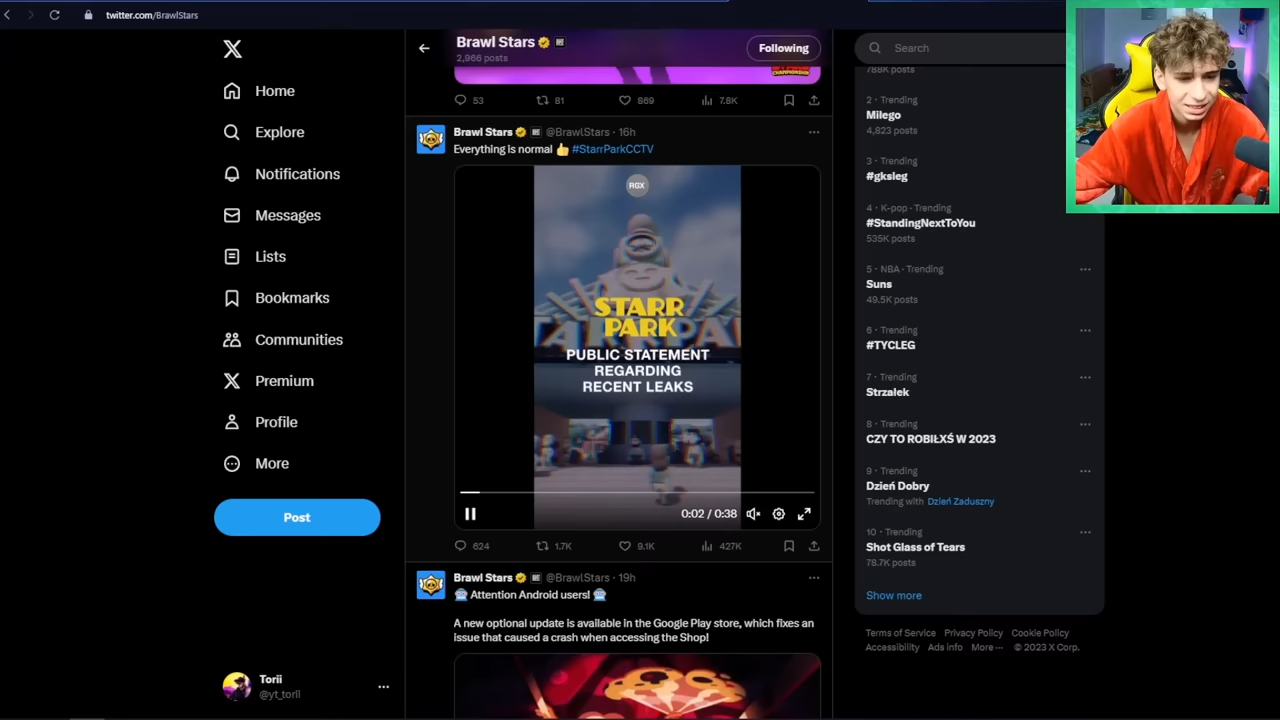 twitter.com/BrawlStars
Home
Explore
Notifications
Messages
Lists
Bookmarks
Communities
Premium
Profile
More
Post
Torii
@yt_torii
Brawl Stars
2,966 posts
Following
53 81 869 7.8K
Brawl Stars @BrawlStars · 16h
Everything is normal 👍 #StarrParkCCTV
RGX
STARR
PARK
PUBLIC STATEMENT
REGARDING
RECENT LEAKS
0:02 / 0:38
624 1.7K 9.1K 427K
Brawl Stars @BrawlStars · 19h
🤖 Attention Android users! 🤖
A new optional update is available in the Google Play store, which fixes an
issue that caused a crash when accessing the Shop!
Search
788K posts
2 · Trending
Milego
4,823 posts
3 · Trending
#gksleg
4 · K-pop · Trending
#StandingNextToYou
535K posts
5 · NBA · Trending
Suns
49.5K posts
6 · Trending
#TYCLEG
7 · Trending
Strzałek
8 · Trending
CZY TO ROBIŁXŚ W 2023
9 · Trending
Dzień Dobry
Trending with Dzień Zaduszny
10 · Trending
Shot Glass of Tears
78.7K posts
Show more
Terms of Service Privacy Policy Cookie Policy
Accessibility Ads info More ··· © 2023 X Corp.